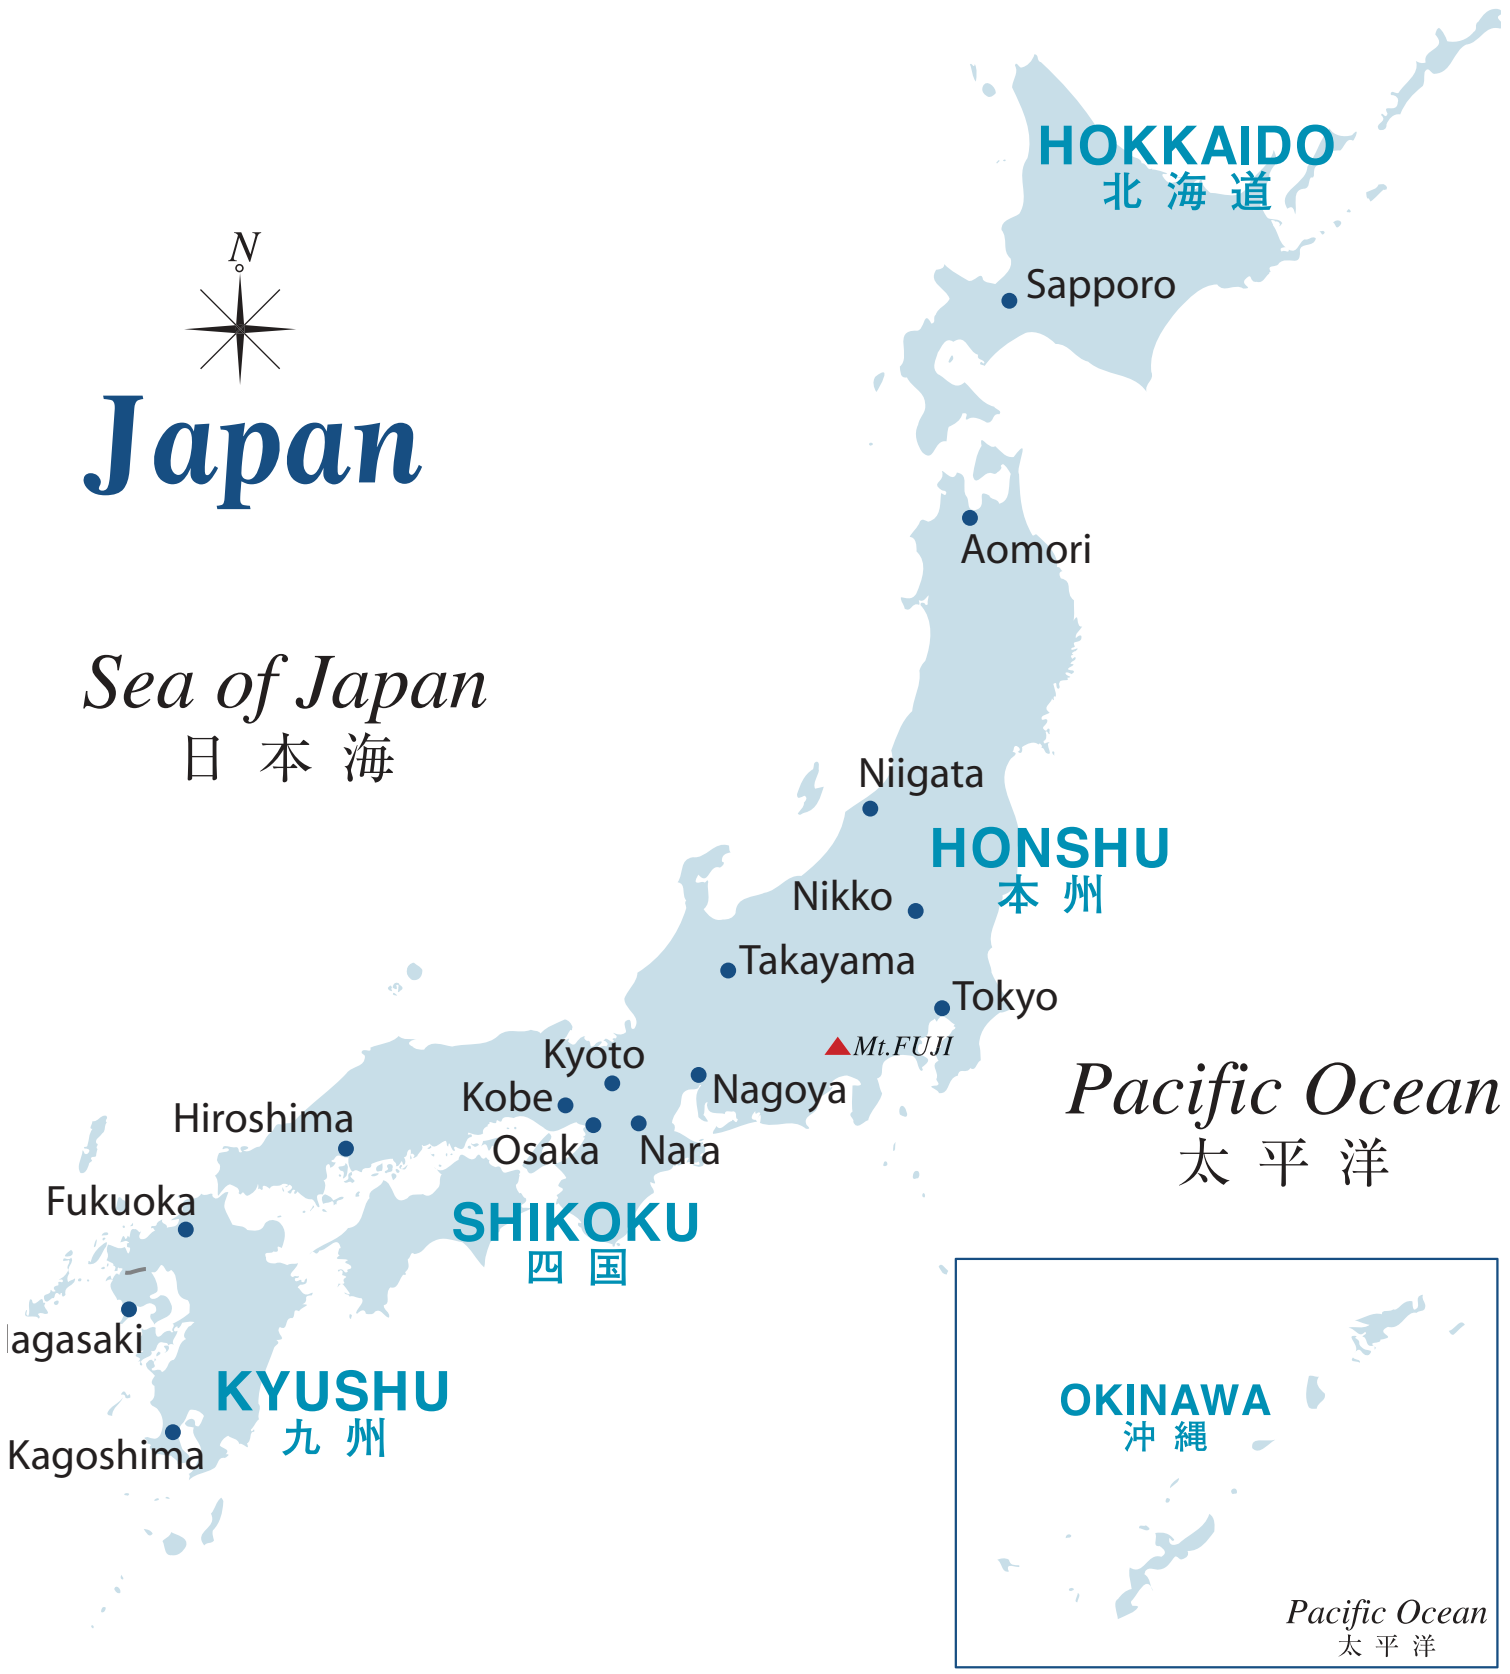 HOKKAIDO
北海道
N
Sapporo
Japan
Aomori
Sea of Japan
日本海
Niigata
HONSHU
本州
Nikko
Takayama
Tokyo
Mt.FUJI
Kyoto
Kobe
Nagoya
Pacific Ocean
太平洋
Hiroshima
Osaka
Nara
Fukuoka
SHIKOKU
四国
lagasaki
KYUSHU
九州
Kagoshima
OKINAWA
沖縄
Pacific Ocean
太平洋